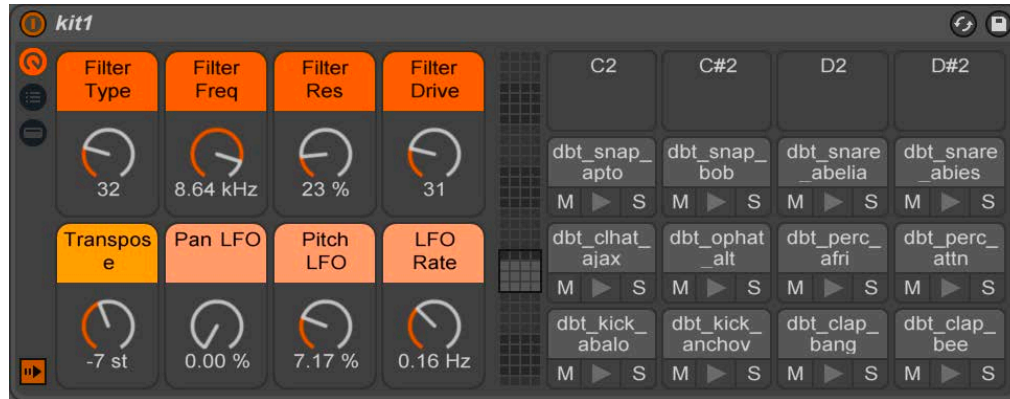 kit1
Filter
Type
Filter
Freq
Filter
Res
Filter
Drive
32
8.64 kHz
23 %
31
Transpos
e
Pan LFO
Pitch
LFO
LFO
Rate
-7 st
0.00 %
7.17 %
0.16 Hz
C2
C#2
D2
D#2
dbt_snap_
apto
dbt_snap_
bob
dbt_snare
_abelia
dbt_snare
_abies
M S
M S
M S
M S
dbt_clhat_
ajax
dbt_ophat
_alt
dbt_perc_
afri
dbt_perc_
attn
M S
M S
M S
M S
dbt_kick_
abalo
dbt_kick_
anchov
dbt_clap_
bang
dbt_clap_
bee
M S
M S
M S
M S